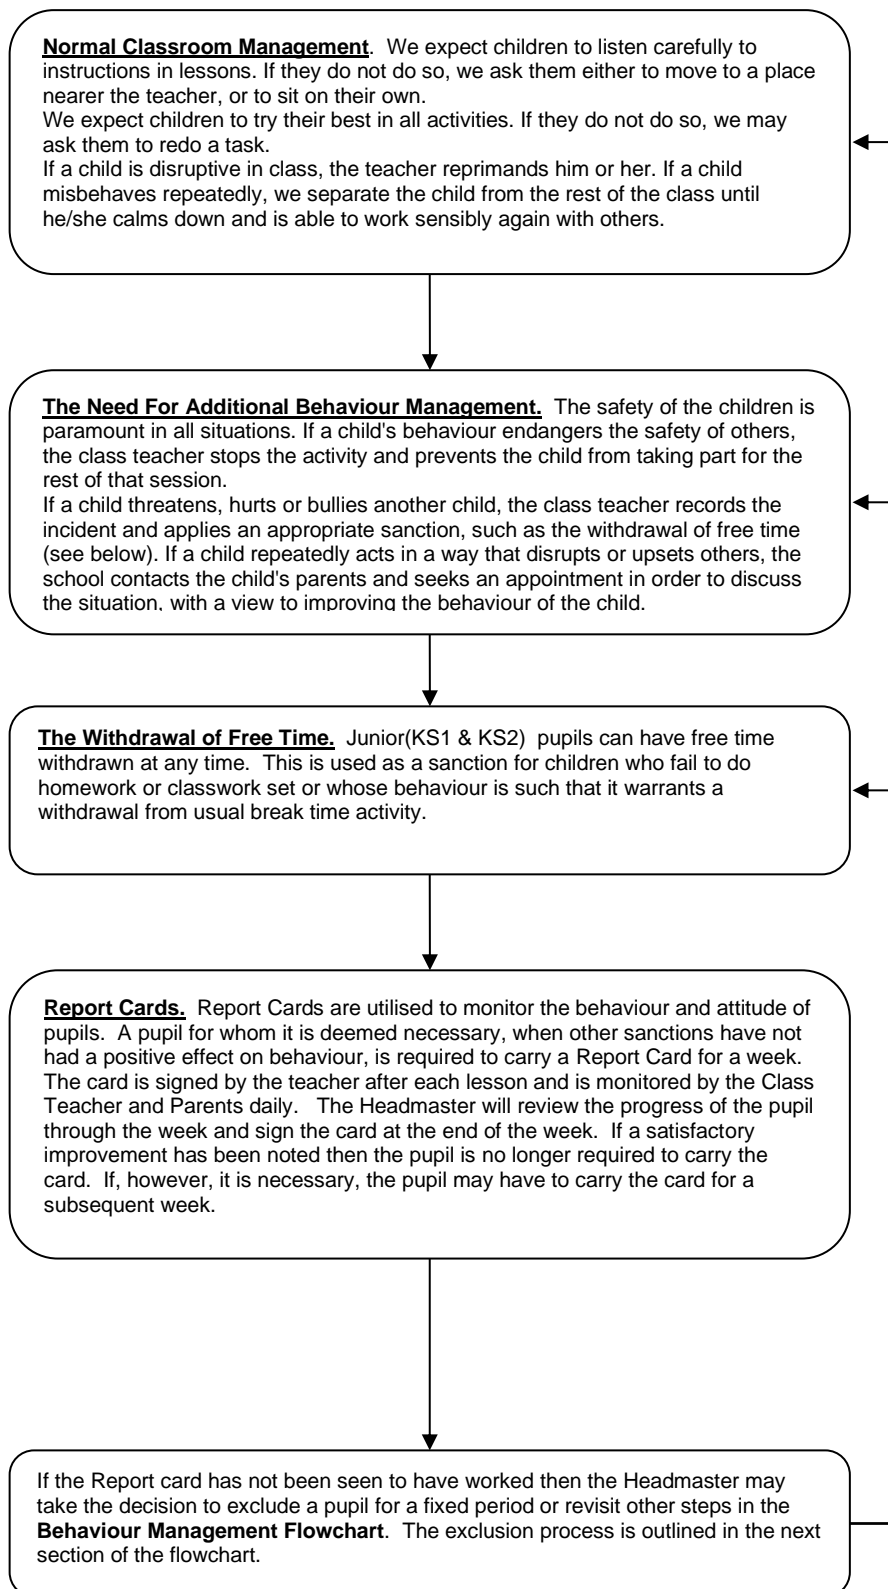 Normal Classroom Management.  We expect children to listen carefully to
instructions in lessons. If they do not do so, we ask them either to move to a place
nearer the teacher, or to sit on their own.
We expect children to try their best in all activities. If they do not do so, we may
ask them to redo a task.
If a child is disruptive in class, the teacher reprimands him or her. If a child
misbehaves repeatedly, we separate the child from the rest of the class until
he/she calms down and is able to work sensibly again with others.
The Need For Additional Behaviour Management.  The safety of the children is
paramount in all situations. If a child's behaviour endangers the safety of others,
the class teacher stops the activity and prevents the child from taking part for the
rest of that session.
If a child threatens, hurts or bullies another child, the class teacher records the
incident and applies an appropriate sanction, such as the withdrawal of free time
(see below). If a child repeatedly acts in a way that disrupts or upsets others, the
school contacts the child's parents and seeks an appointment in order to discuss
the situation, with a view to improving the behaviour of the child.
The Withdrawal of Free Time.  Junior(KS1 & KS2)  pupils can have free time
withdrawn at any time.  This is used as a sanction for children who fail to do
homework or classwork set or whose behaviour is such that it warrants a
withdrawal from usual break time activity.
Report Cards.  Report Cards are utilised to monitor the behaviour and attitude of
pupils.  A pupil for whom it is deemed necessary, when other sanctions have not
had a positive effect on behaviour, is required to carry a Report Card for a week.
The card is signed by the teacher after each lesson and is monitored by the Class
Teacher and Parents daily.   The Headmaster will review the progress of the pupil
through the week and sign the card at the end of the week.  If a satisfactory
improvement has been noted then the pupil is no longer required to carry the
card.  If, however, it is necessary, the pupil may have to carry the card for a
subsequent week.
If the Report card has not been seen to have worked then the Headmaster may
take the decision to exclude a pupil for a fixed period or revisit other steps in the
Behaviour Management Flowchart.  The exclusion process is outlined in the next
section of the flowchart.